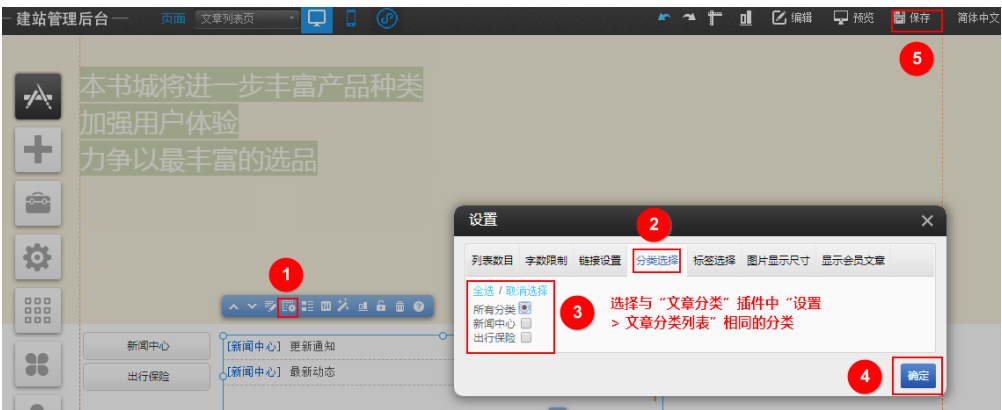 建站管理后台 页面 文章列表页 编辑 预览 保存 简体中文
5
本书城将进一步丰富产品种类
加强用户体验
力争以最丰富的选品
设置
2
列表数目 字数限制 链接设置 分类选择 标签选择 图片显示尺寸 显示会员文章
1
全选 / 取消选择
所有分类
新闻中心
出行保险
3
选择与“文章分类”插件中“设置
> 文章分类列表”相同的分类
新闻中心
[新闻中心] 更新通知
出行保险
[新闻中心] 最新动态
4
确定